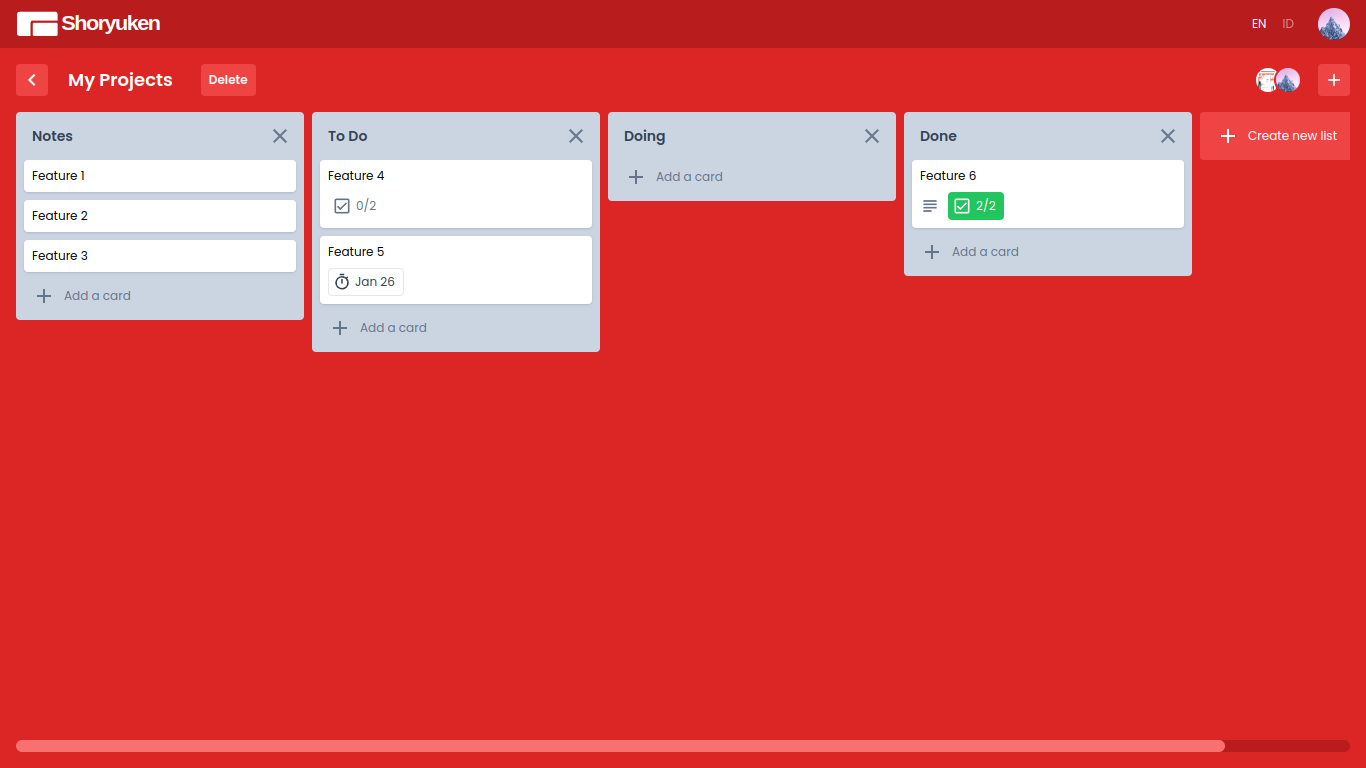 Shoryuken
EN ID
My Projects
Delete
Notes
Feature 1
Feature 2
Feature 3
Add a card
To Do
Feature 4
0/2
Feature 5
Jan 26
Add a card
Doing
Add a card
Done
Feature 6
2/2
Add a card
Create new list